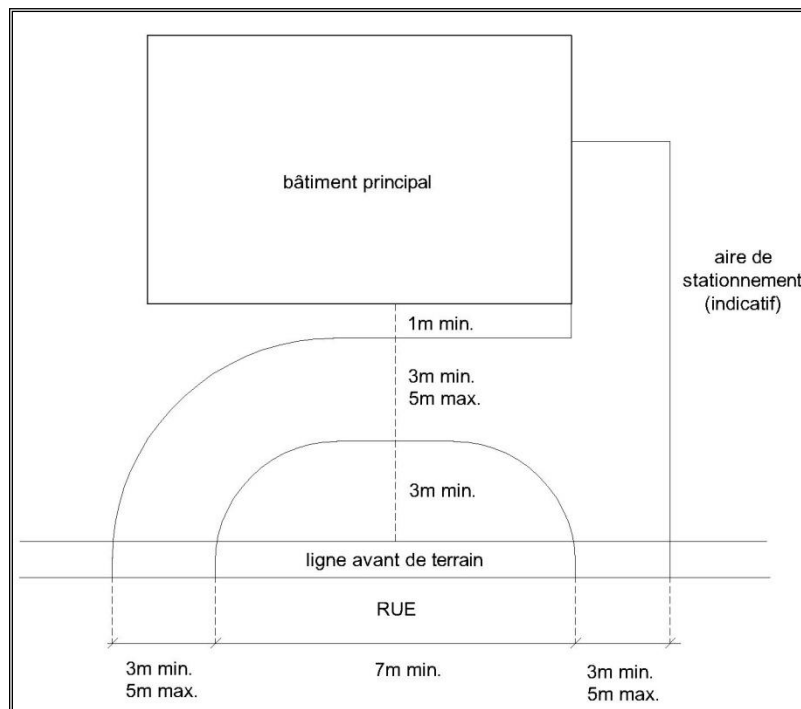 bâtiment principal
aire de
stationnement
(indicatif)
1m min.
3m min.
5m max.
3m min.
ligne avant de terrain
RUE
3m min.
5m max.
7m min.
3m min.
5m max.